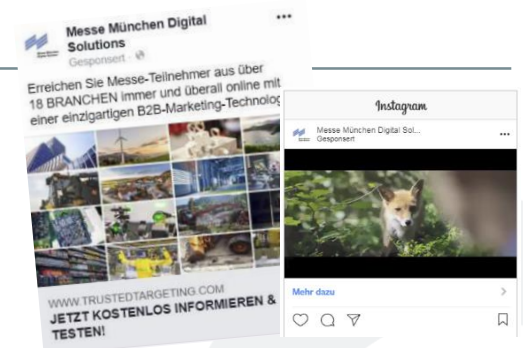 Messe München Digital
Solutions
Gesponsert
Erreichen Sie Messe-Teilnehmer aus über
18 BRANCHEN immer und überall online mit
einer einzigartigen B2B-Marketing-Technolog
WWW.TRUSTEDTARGETING.COM
JETZT KOSTENLOS INFORMIEREN &
TESTEN!
Instagram
Messe München Digital Sol...
Gesponsert
Mehr dazu